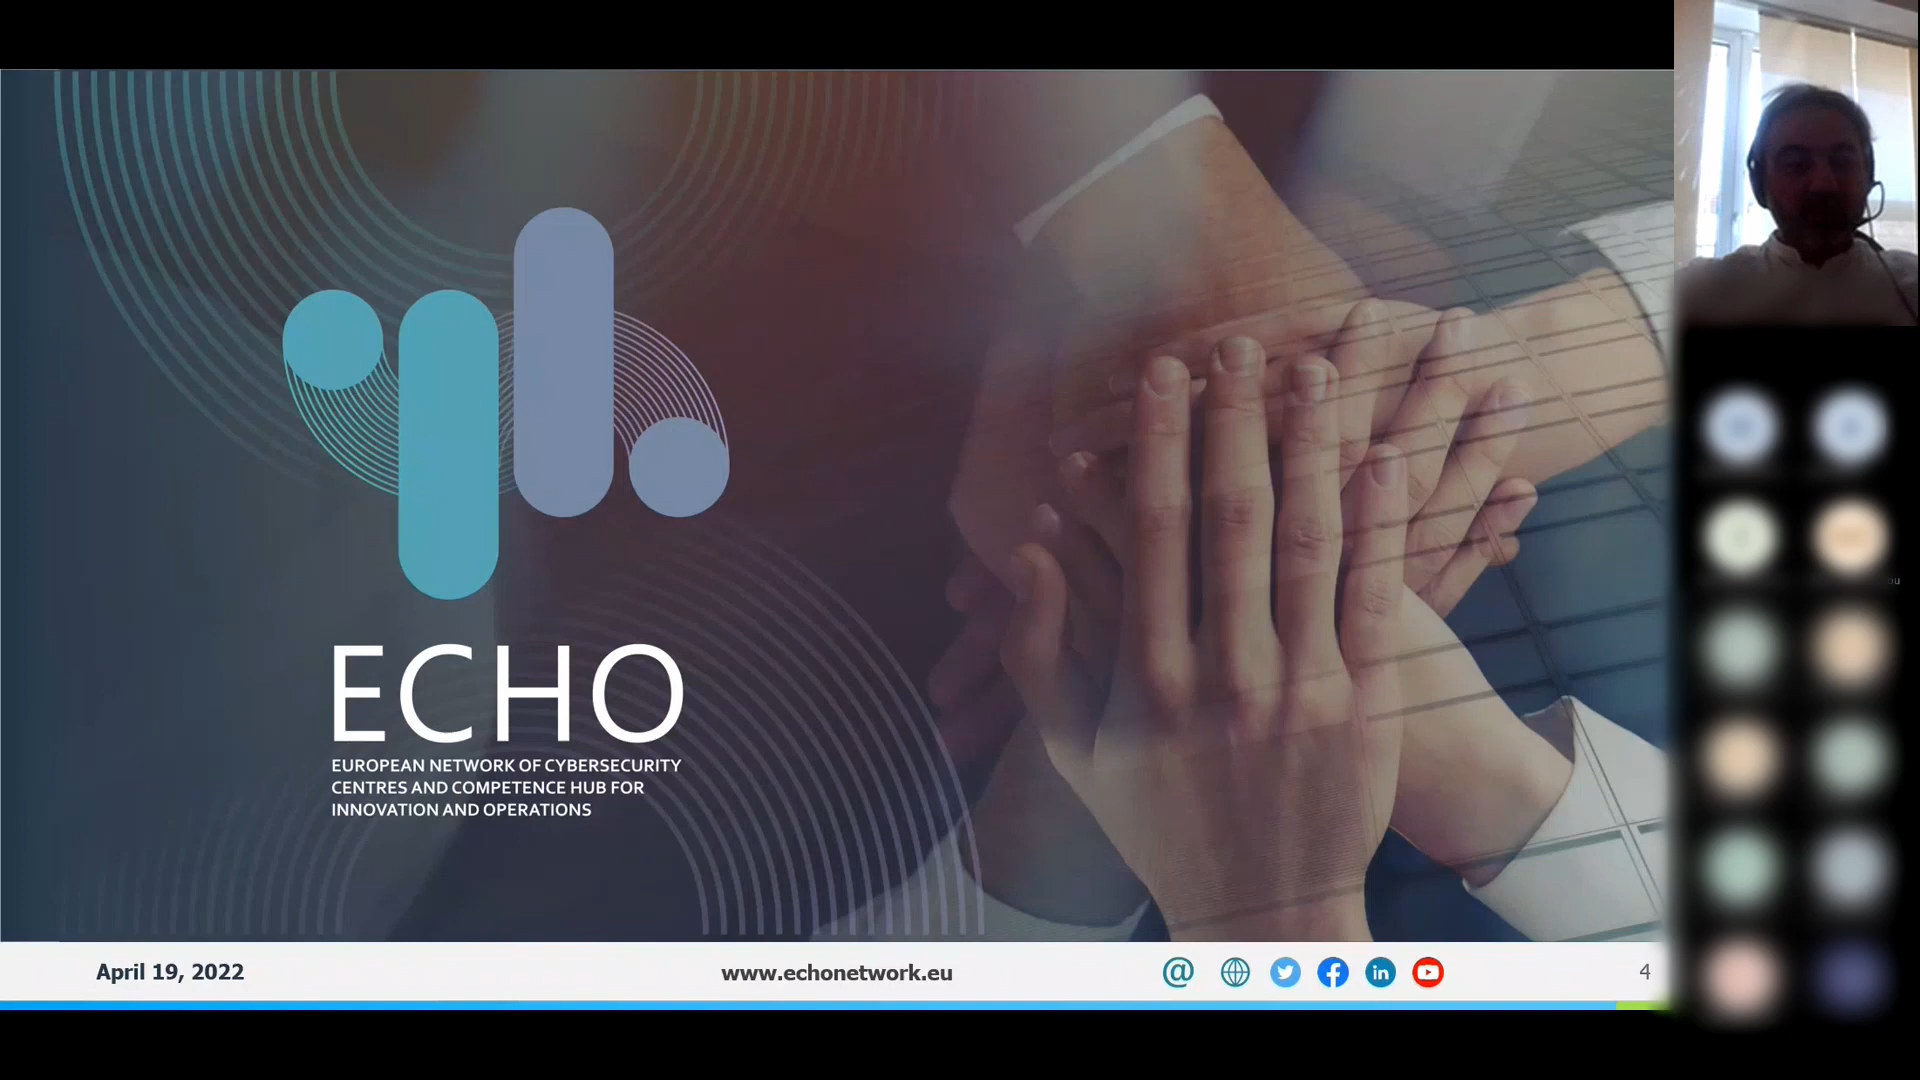 ECHO
EUROPEAN NETWORK OF CYBERSECURITY
CENTRES AND COMPETENCE HUB FOR
INNOVATION AND OPERATIONS
April 19, 2022
www.echonetwork.eu
4